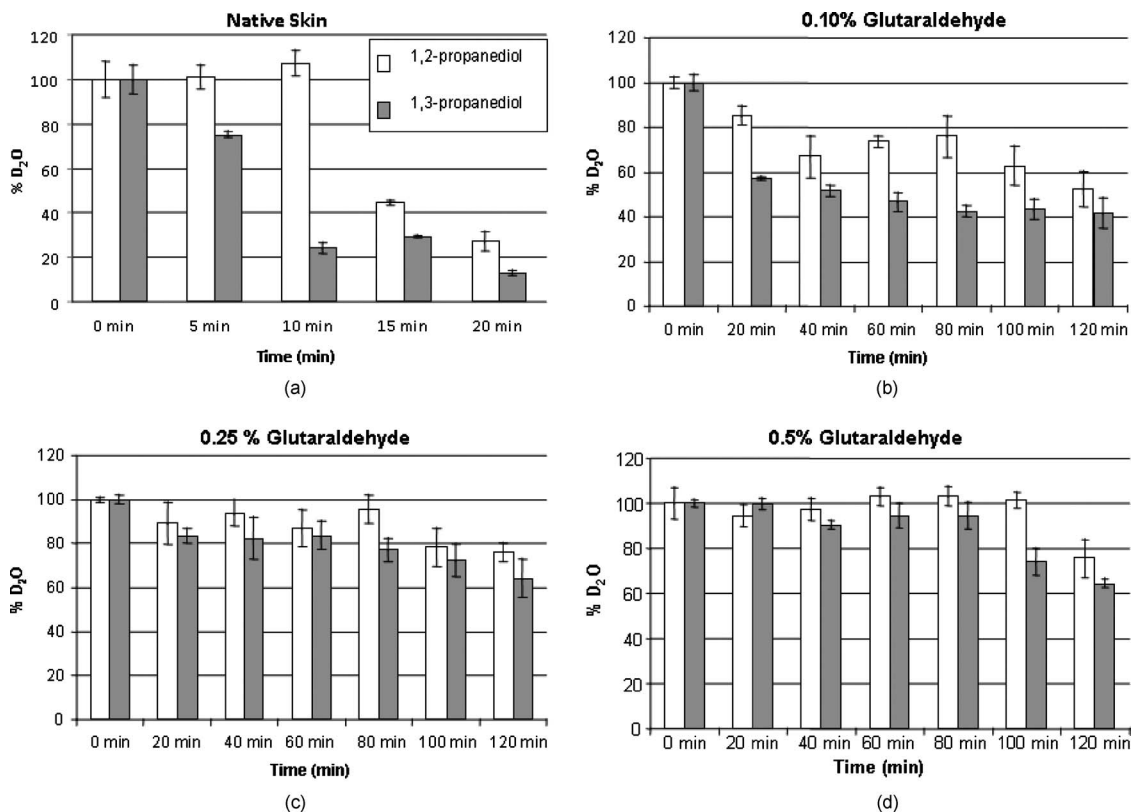 Native Skin
120
100
80
60
40
20
0
% D₂O
1,2-propanediol
1,3-propanediol
0 min 5 min 10 min 15 min 20 min
Time (min)
(a)
0.10% Glutaraldehyde
120
100
80
60
40
20
0
% D₂O
0 min 20 min 40 min 60 min 80 min 100 min 120 min
Time (min)
(b)
0.25 % Glutaraldehyde
120
100
80
60
40
20
0
% D₂O
0 min 20 min 40 min 60 min 80 min 100 min 120 min
Time (min)
(c)
0.5% Glutaraldehyde
120
100
80
60
40
20
0
% D₂ O
0 min 20 min 40 min 60 min 80 min 100 min 120 min
Time (min)
(d)